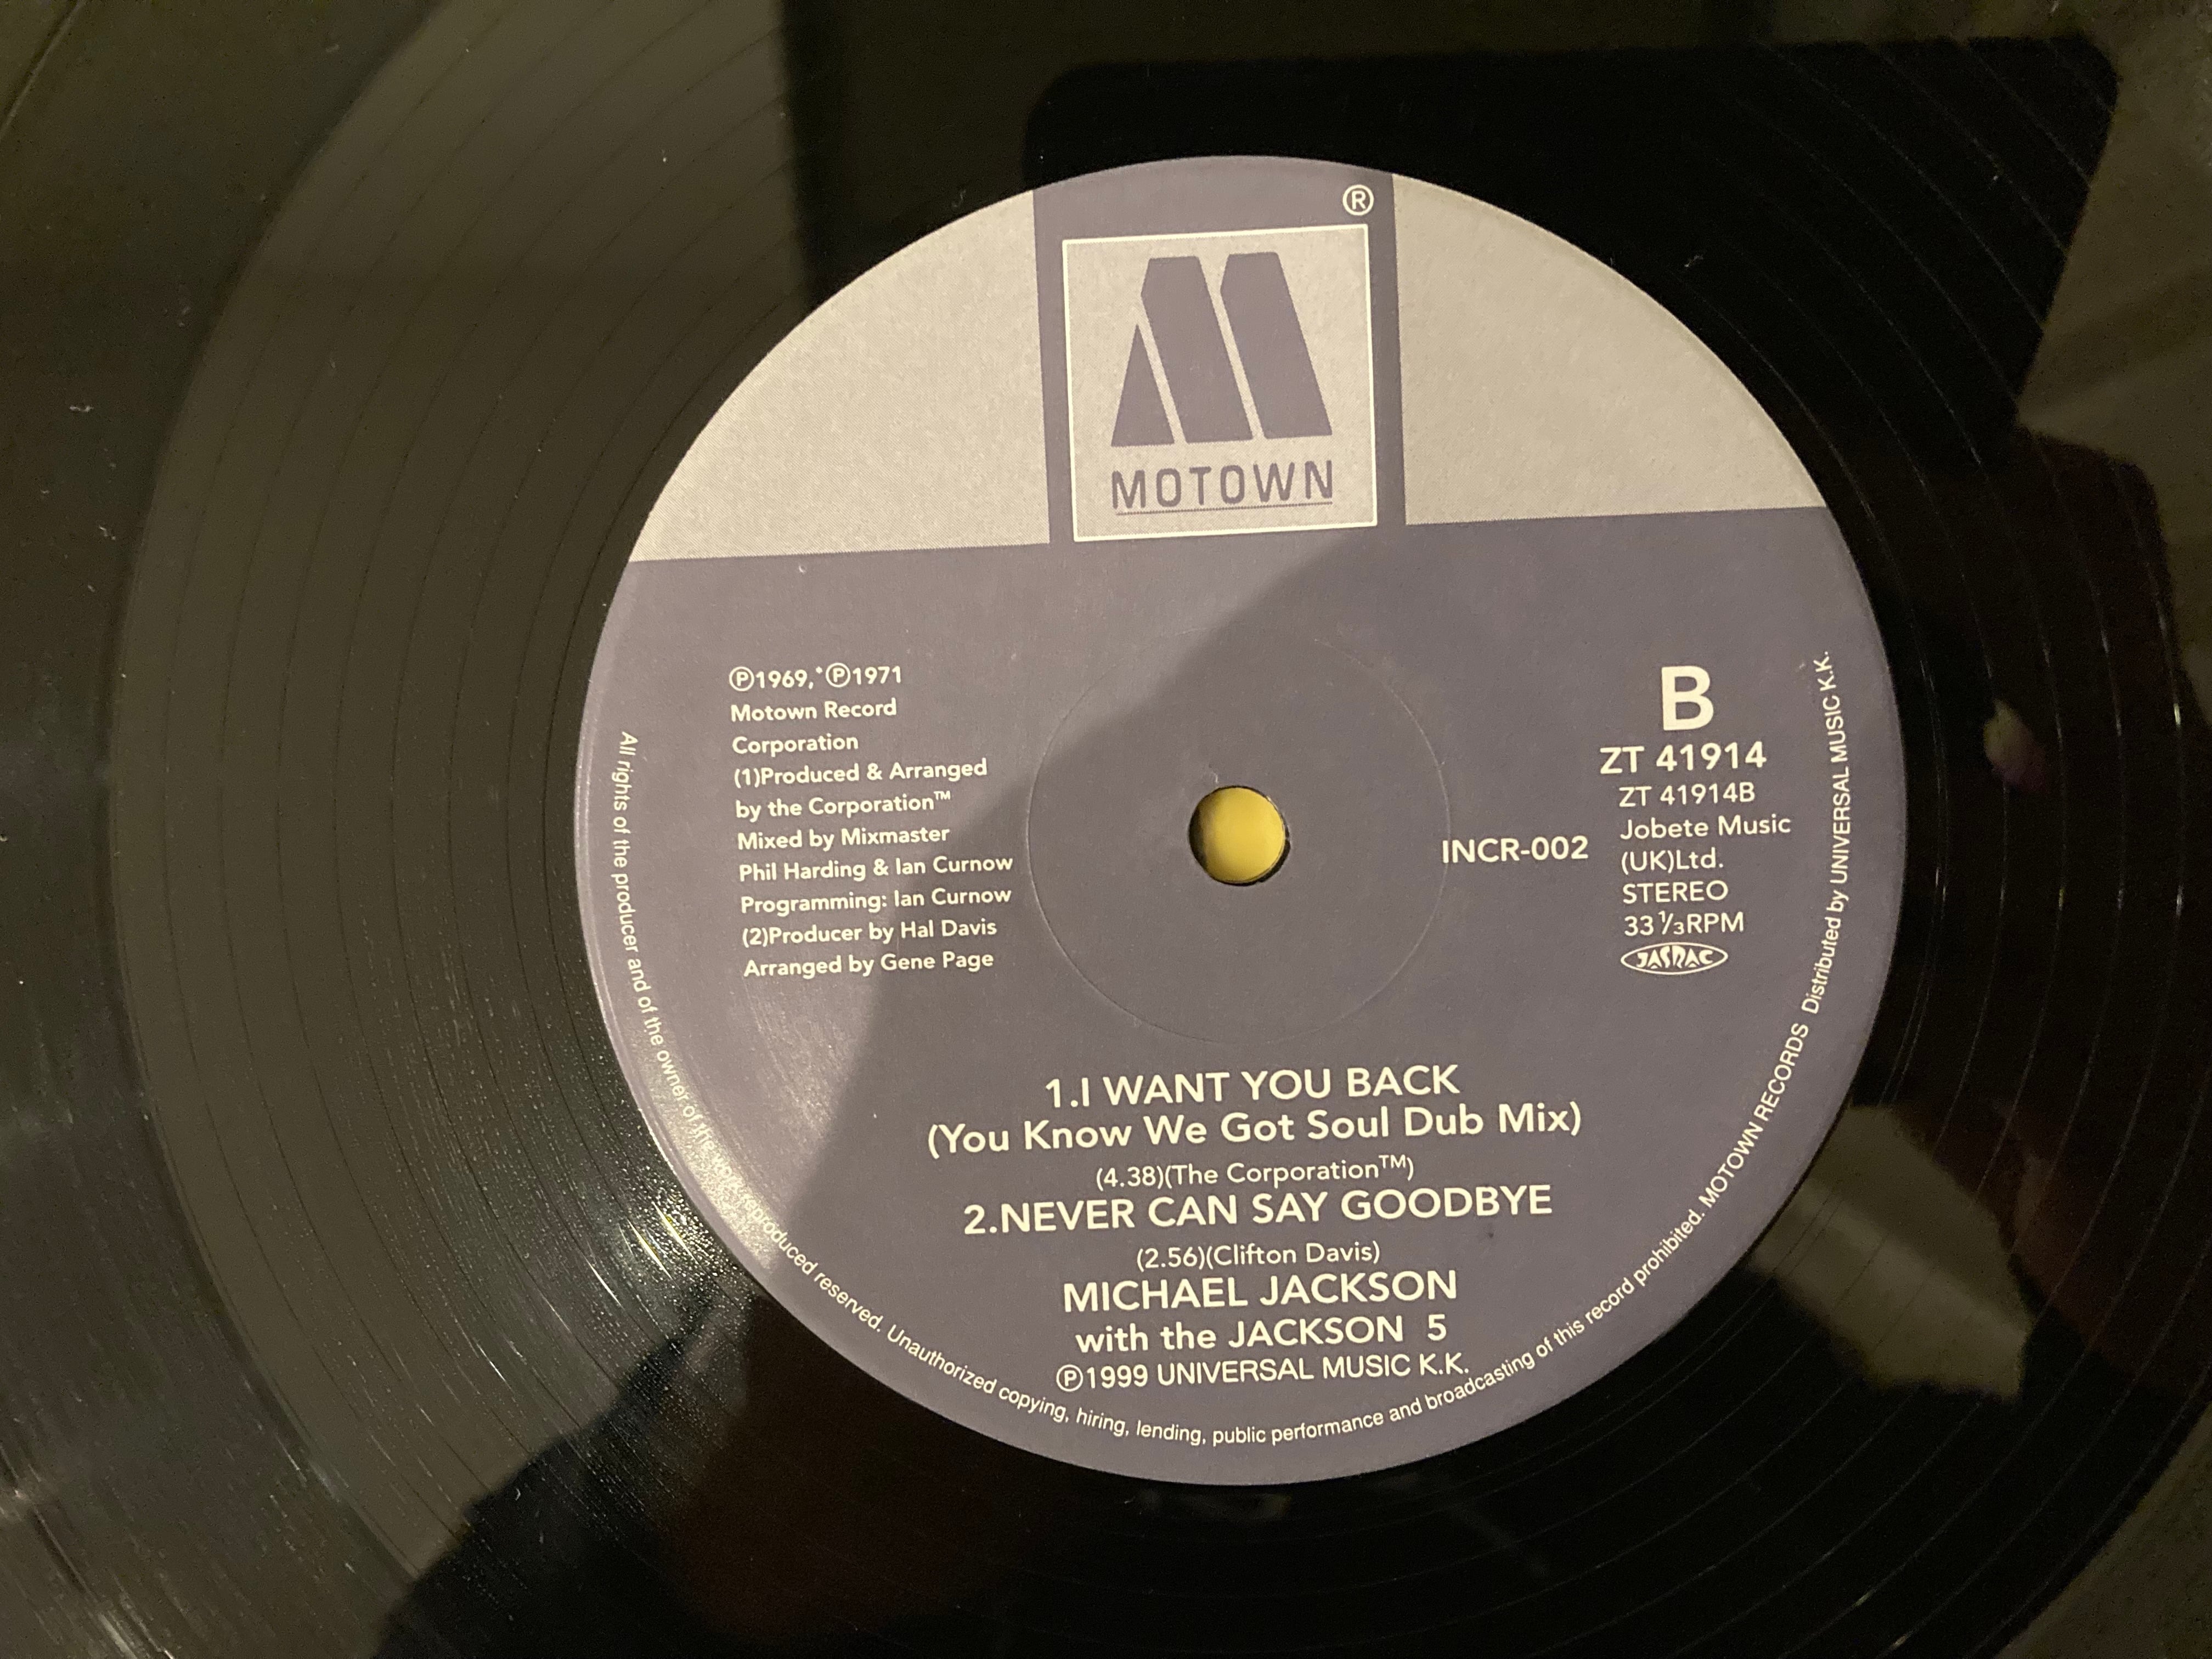 ®
MOTOWN
℗1969,*℗1971
Motown Record
Corporation
(1)Produced & Arranged
by the Corporation™
Mixed by Mixmaster
Phil Harding & Ian Curnow
Programming: Ian Curnow
(2)Producer by Hal Davis
Arranged by Gene Page
B
ZT 41914
ZT 41914B
Jobete Music
(UK)Ltd.
STEREO
33 1/3RPM
JASRAC
INCR-002
1.I WANT YOU BACK
(You Know We Got Soul Dub Mix)
(4.38)(The Corporation™)
2.NEVER CAN SAY GOODBYE
(2.56)(Clifton Davis)
MICHAEL JACKSON
with the JACKSON 5
℗1999 UNIVERSAL MUSIC K.K.
All rights of the producer and of the owner of the reproduced reserved. Unauthorized copying, hiring, lending, public performance and broadcasting of this record prohibited. MOTOWN RECORDS Distributed by UNIVERSAL MUSIC K.K.